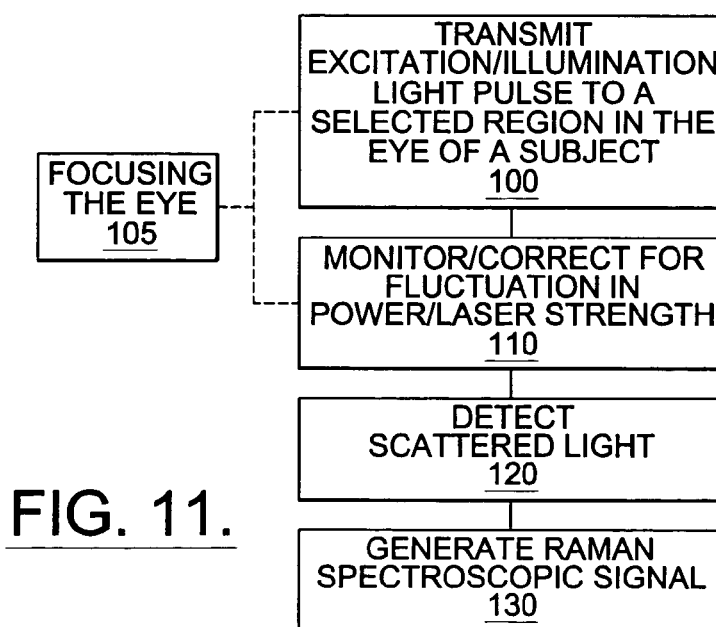 TRANSMIT
EXCITATION/ILLUMINATION
LIGHT PULSE TO A
SELECTED REGION IN THE
EYE OF A SUBJECT
100
FOCUSING
THE EYE
105
MONITOR/CORRECT FOR
FLUCTUATION IN
POWER/LASER STRENGTH
110
DETECT
SCATTERED LIGHT
120
GENERATE RAMAN
SPECTROSCOPIC SIGNAL
130
FIG. 11.